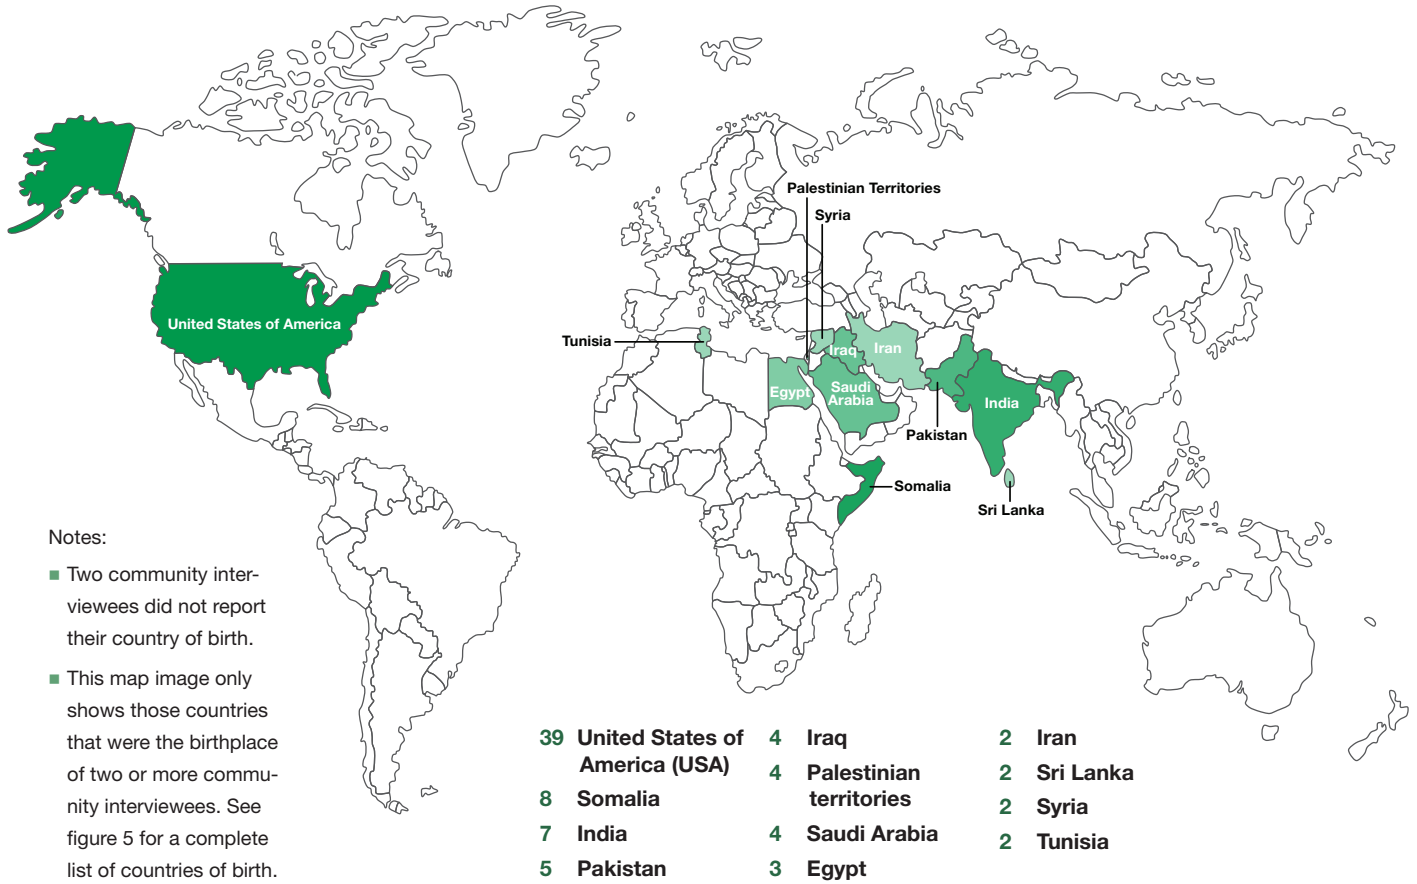 Palestinian Territories
Syria
United States of America
Tunisia
Iraq
Iran
Egypt
Saudi
Arabia
India
Pakistan
Somalia
Sri Lanka
Notes:
■ Two community inter-
viewees did not report
their country of birth.
■ This map image only
shows those countries
that were the birthplace
of two or more commu-
nity interviewees. See
figure 5 for a complete
list of countries of birth.
39 United States of
America (USA)
8 Somalia
7 India
5 Pakistan
4 Iraq
4 Palestinian
territories
4 Saudi Arabia
3 Egypt
2 Iran
2 Sri Lanka
2 Syria
2 Tunisia